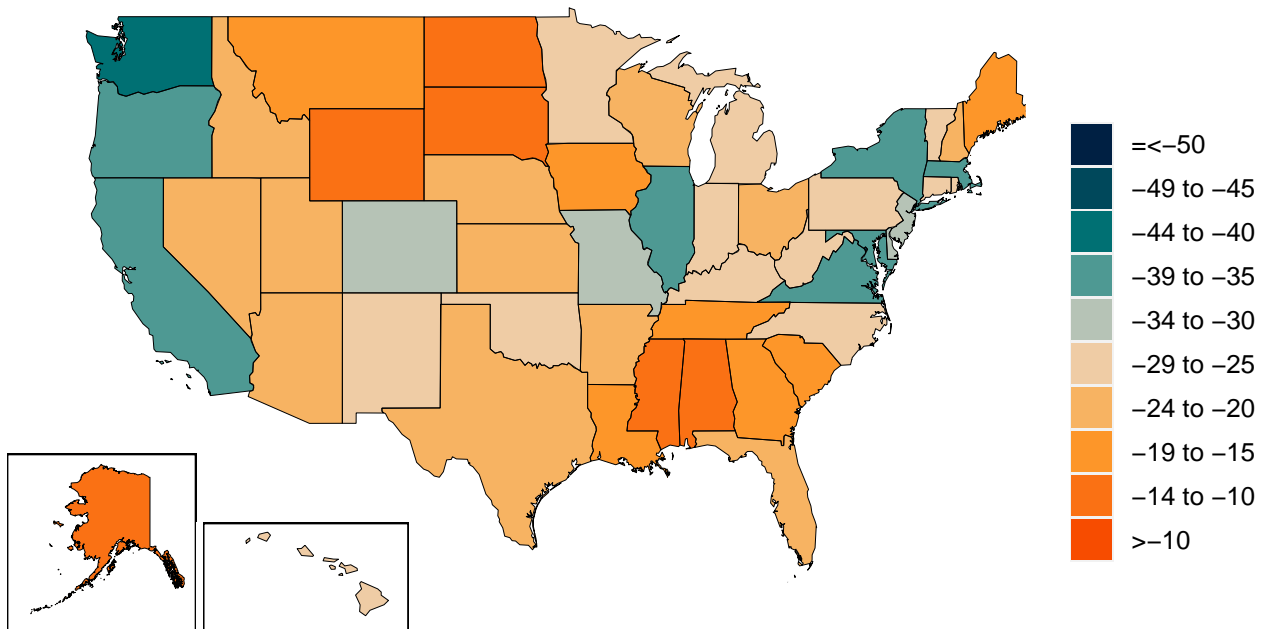 =<−50
−49 to −45
−44 to −40
−39 to −35
−34 to −30
−29 to −25
−24 to −20
−19 to −15
−14 to −10
>−10